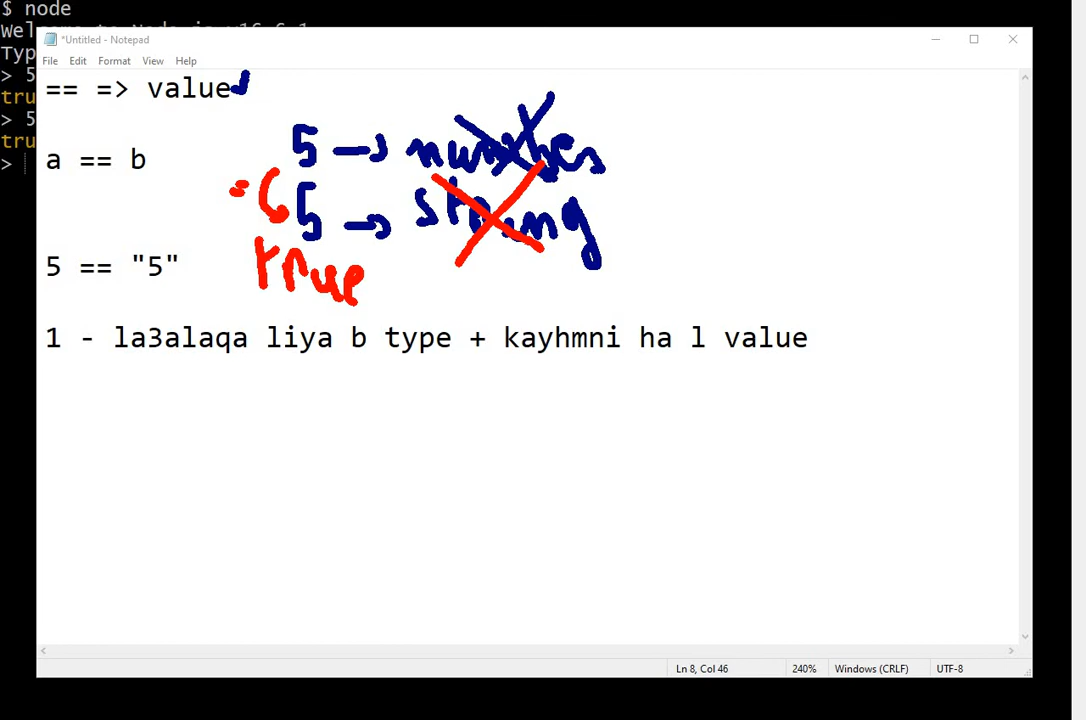 $ node
*Untitled - Notepad
File Edit Format View Help
== => value
5 → number
a == b
= 5 → string
5 == "5" true
1 - la3alaqa liya b type + kayhmni ha l value
> 5
tru
> 5
tru
>
Ln 8, Col 46 240% Windows (CRLF) UTF-8